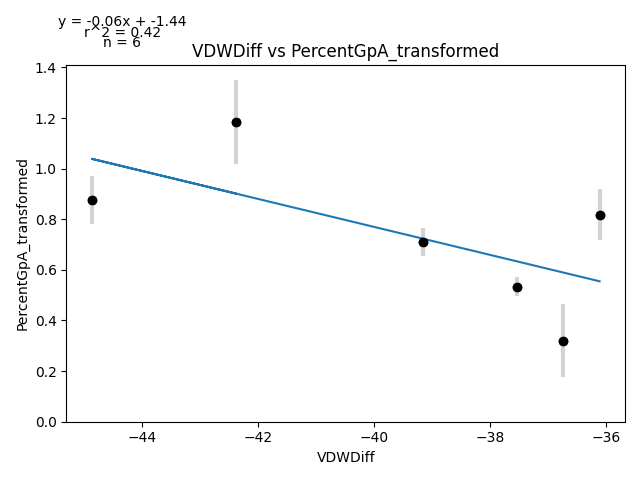 y = -0.06x + -1.44
r^2 = 0.42
n = 6
VDWDiff vs PercentGpA_transformed
PercentGpA_transformed
1.4
1.2
1.0
0.8
0.6
0.4
0.2
0.0
−44
−42
−40
−38
−36
VDWDiff